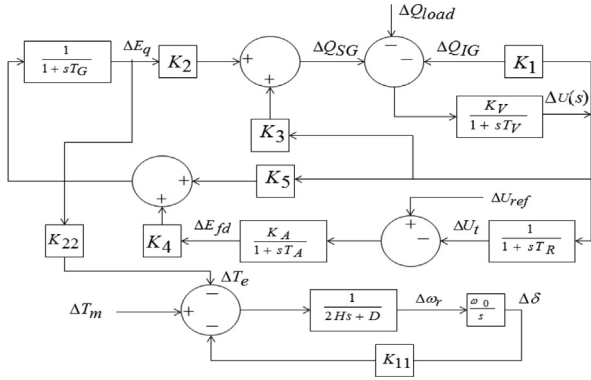 ΔQ_load
1
1 + sT_G
ΔE_q
K_2
+
+
ΔQ_SG
−
−
ΔQ_IG
K_1
K_V
1 + sT_V
ΔU(s)
K_3
+
+
K_5
K_22
K_4
ΔE_fd
K_A
1 + sT_A
+
−
ΔU_ref
ΔU_t
1
1 + sT_R
ΔT_e
ΔT_m
+
−
−
1
2Hs + D
Δω_r
ω_0
s
Δδ
K_11